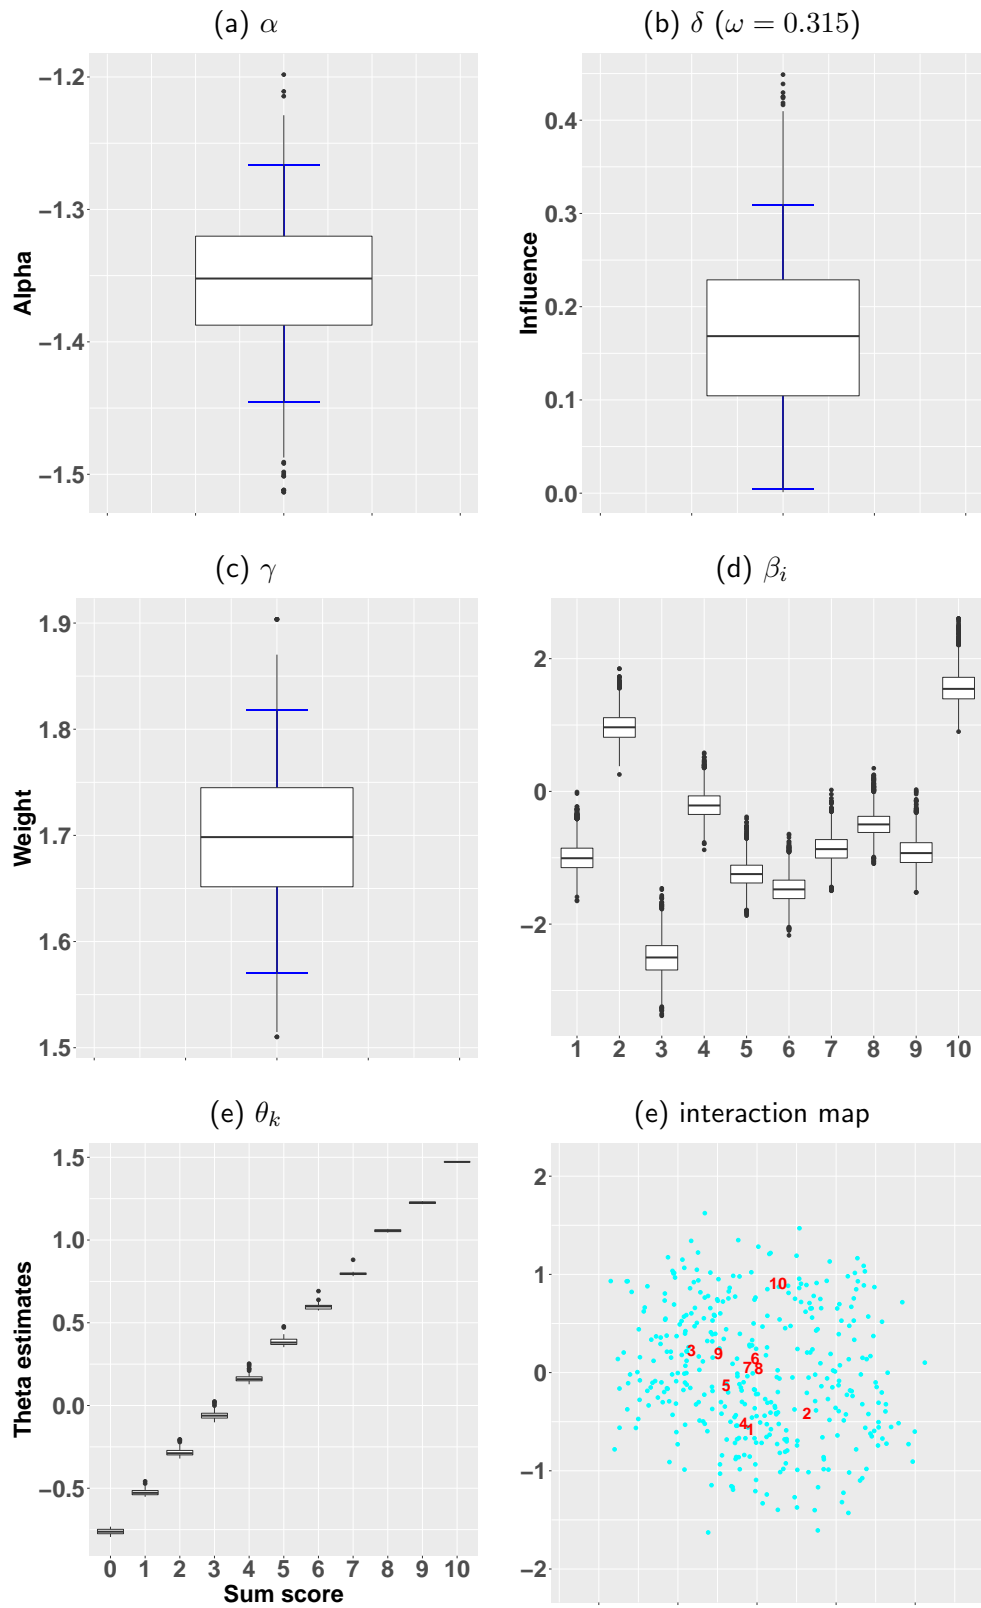 (a) α
(b) δ (ω = 0.315)
−1.2
−1.3
−1.4
−1.5
Alpha
0.4
0.3
0.2
0.1
0.0
Influence
(c) γ
(d) βi
1.9
1.8
1.7
1.6
1.5
Weight
2
0
−2
1 2 3 4 5 6 7 8 9 10
(e) θk
(e) interaction map
1.5
1.0
0.5
0.0
−0.5
Theta estimates
0 1 2 3 4 5 6 7 8 9 10
Sum score
2
1
0
−1
−2
10
3
9
6
7
8
5
2
4
1